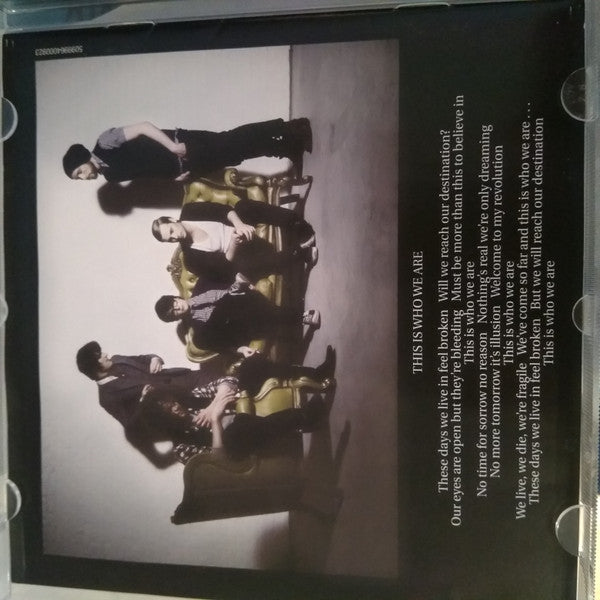 5099964000923
THIS IS WHO WE ARE
These days we live in feel broken Will we reach our destination?
Our eyes are open but they're bleeding Must be more than this to believe in
This is who we are
No time for sorrow no reason Nothing's real we're only dreaming
No more tomorrow it's illusion Welcome to my revolution
This is who we are
We live, we die, we're fragile We've come so far and this is who we are . . .
These days we live in feel broken But we will reach our destination
This is who we are